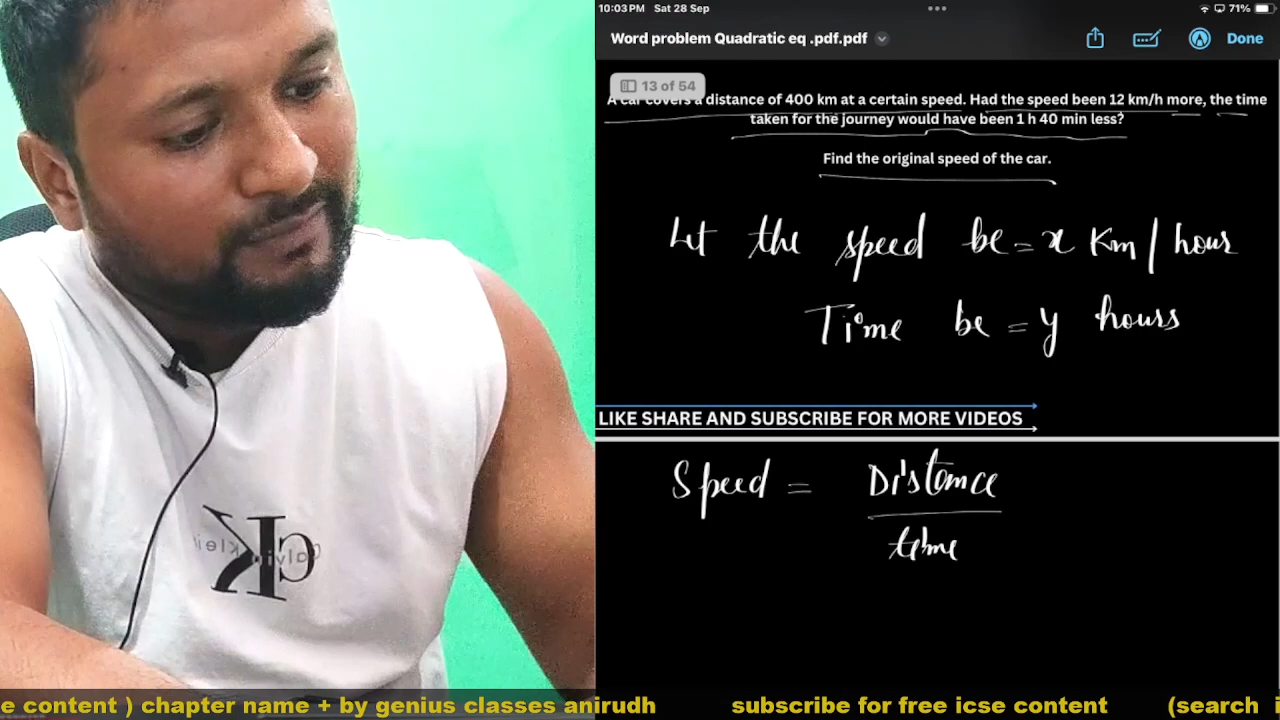 10:03 PM Sat 28 Sep
71%
Word problem Quadratic eq .pdf.pdf
Done
13 of 54
A car covers a distance of 400 km at a certain speed. Had the speed been 12 km/h more, the time
taken for the journey would have been 1 h 40 min less?
Find the original speed of the car.
Let the speed be = x Km / hour
Time be = y hours
LIKE SHARE AND SUBSCRIBE FOR MORE VIDEOS
Speed = Distance
time
CK
Calvin Klein
e content ) chapter name + by genius classes anirudh subscribe for free icse content (search i